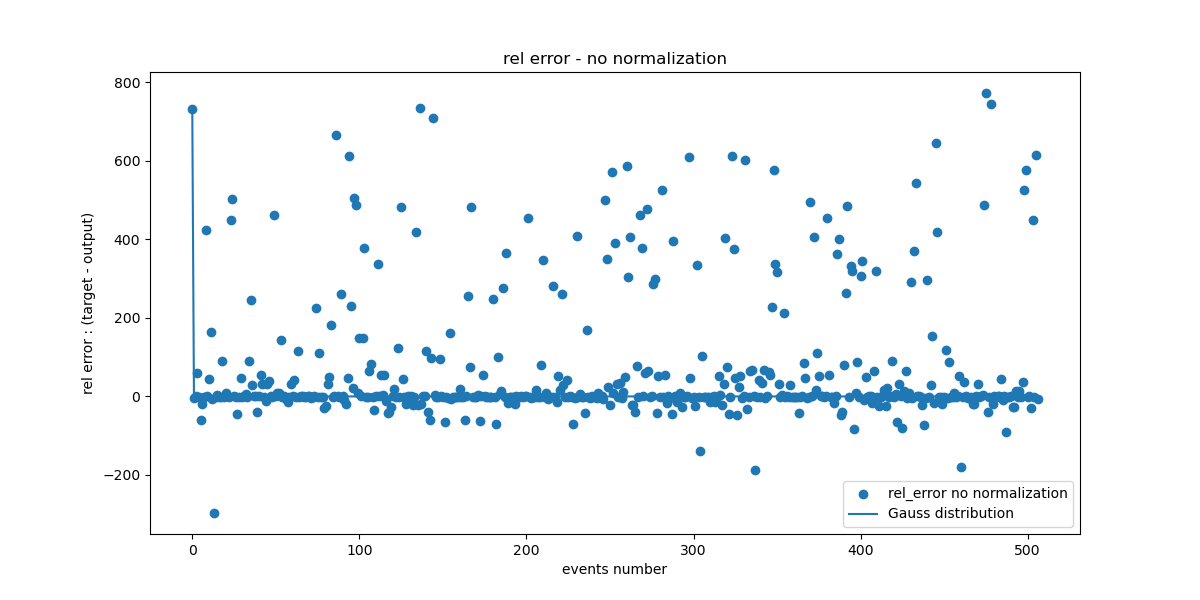 rel error - no normalization
800
600
400
200
0
−200
rel error : (target - output)
0 100 200 300 400 500
events number
rel_error no normalization
Gauss distribution